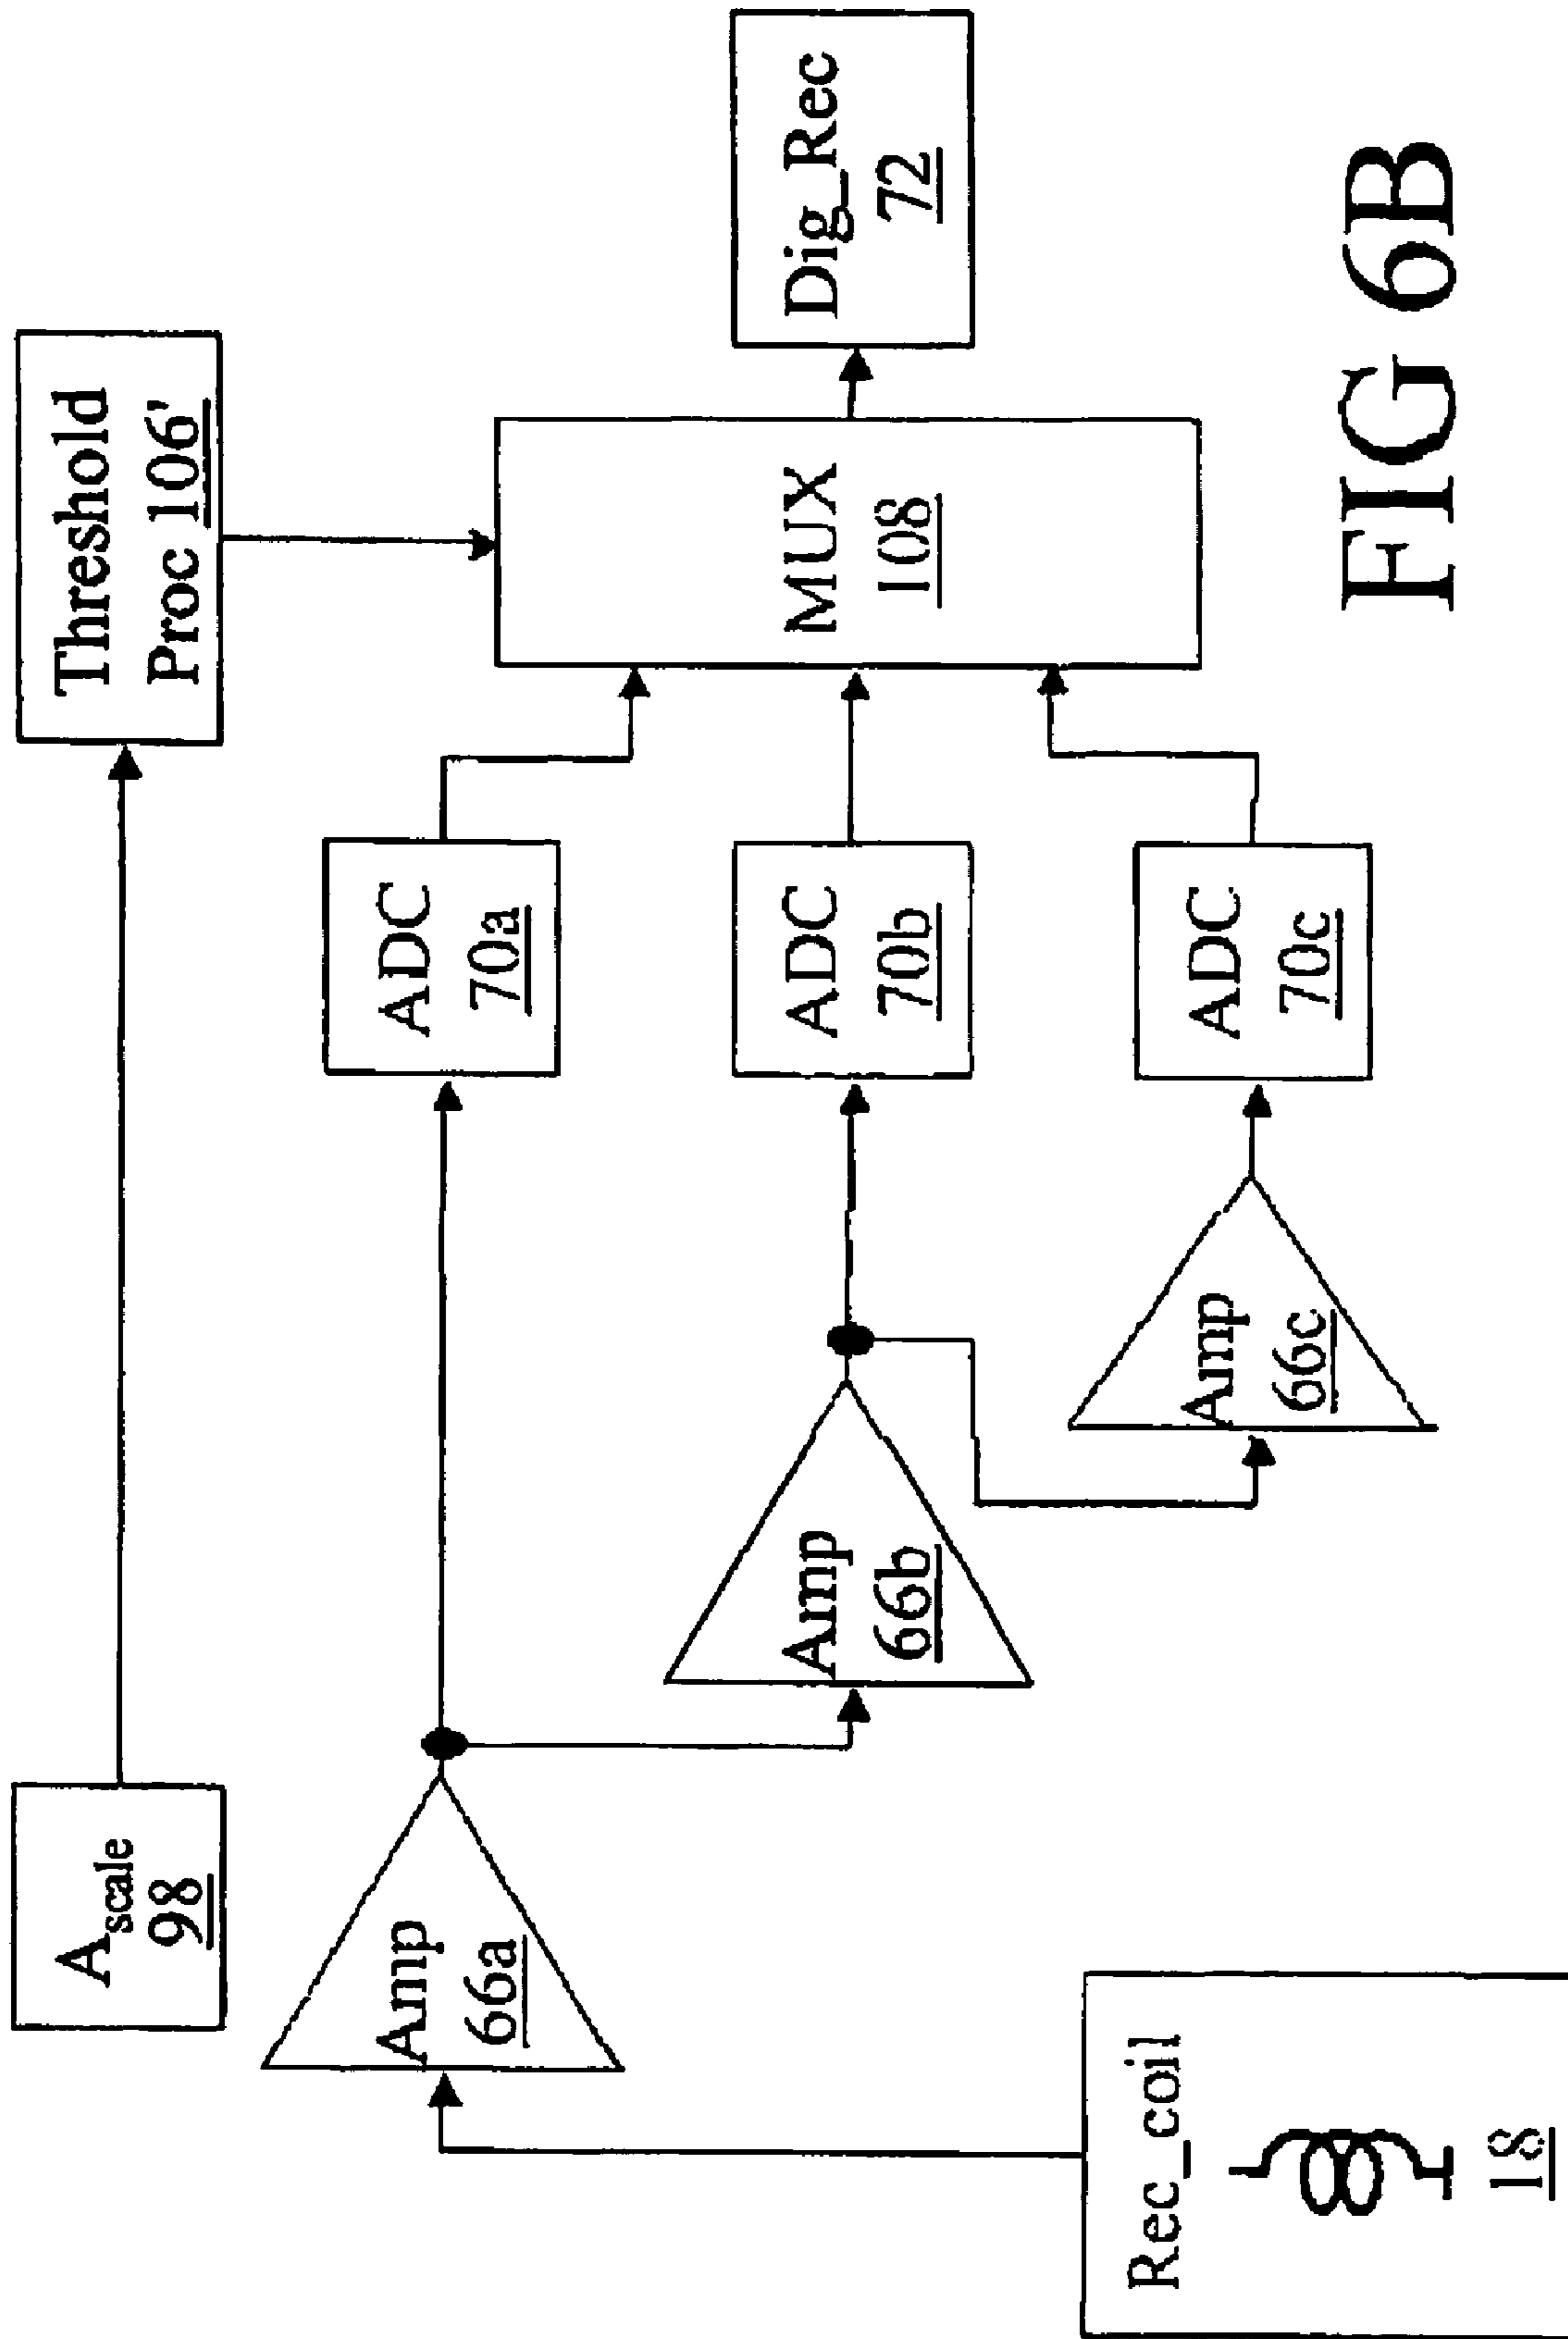 A_scale
98
Threshold
Proc 106'
Amp
66a
ADC
70a
Amp
66b
ADC
70b
MUX
108
Dig_Rec
72
Amp
66c
ADC
70c
Rec_coil
18
FIG 6B